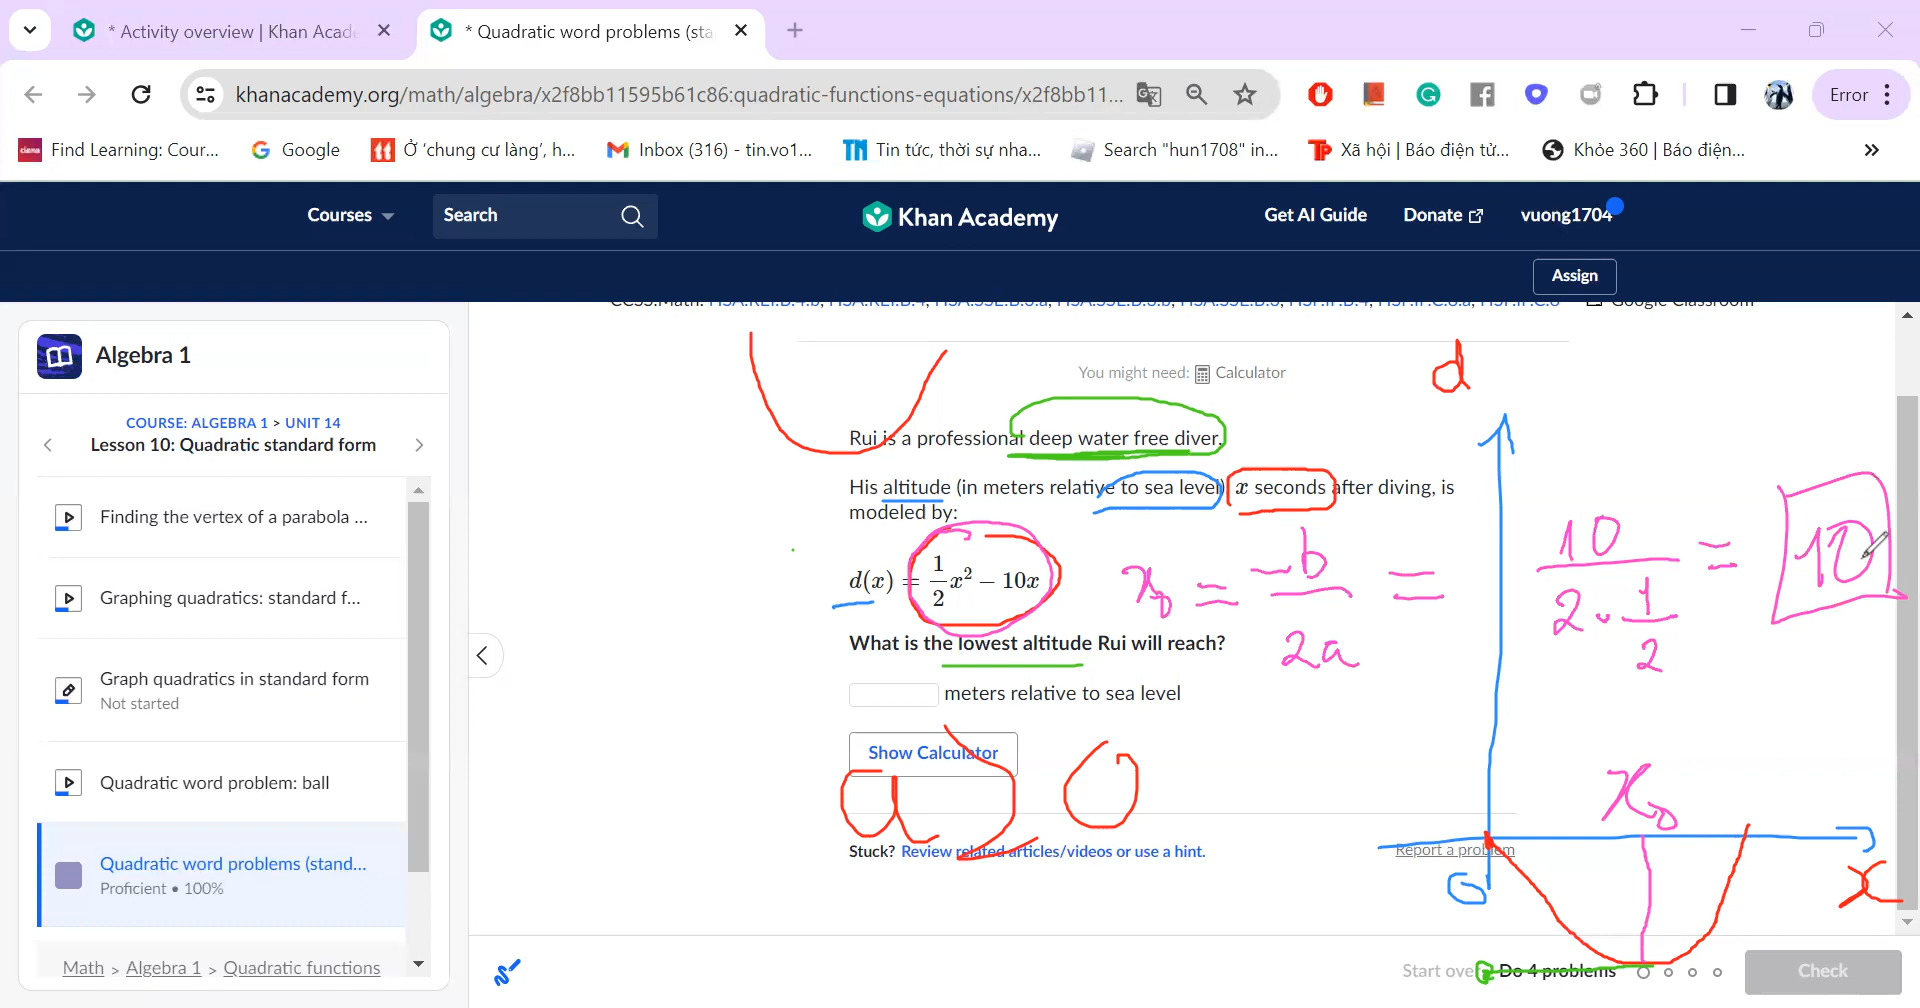 * Activity overview | Khan Acade
* Quadratic word problems (sta
khanacademy.org/math/algebra/x2f8bb11595b61c86:quadratic-functions-equations/x2f8bb11...
Error
Find Learning: Cour...
Google
Ở 'chung cư làng', h...
Inbox (316) - tin.vo1...
Tin tức, thời sự nha...
Search "hun1708" in...
Xã hội | Báo điện tử...
Khỏe 360 | Báo điện...
Courses
Search
Khan Academy
Get AI Guide
Donate
vuong1704
Assign
Algebra 1
COURSE: ALGEBRA 1 > UNIT 14
Lesson 10: Quadratic standard form
Finding the vertex of a parabola ...
Graphing quadratics: standard f...
Graph quadratics in standard form
Not started
Quadratic word problem: ball
Quadratic word problems (stand...
Proficient • 100%
Math > Algebra 1 > Quadratic functions
You might need: Calculator
d
Rui is a professional deep water free diver.
His altitude (in meters relative to sea level) x seconds after diving, is
modeled by:
d(x) = 1/2 x² − 10x
x₀ = -b/2a = 10/(2 · 1/2) = 10
What is the lowest altitude Rui will reach?
meters relative to sea level
Show Calculator
a > 0
x₀
Stuck? Review related articles/videos or use a hint.
Report a problem
x
Start over
Do 4 problems
Check